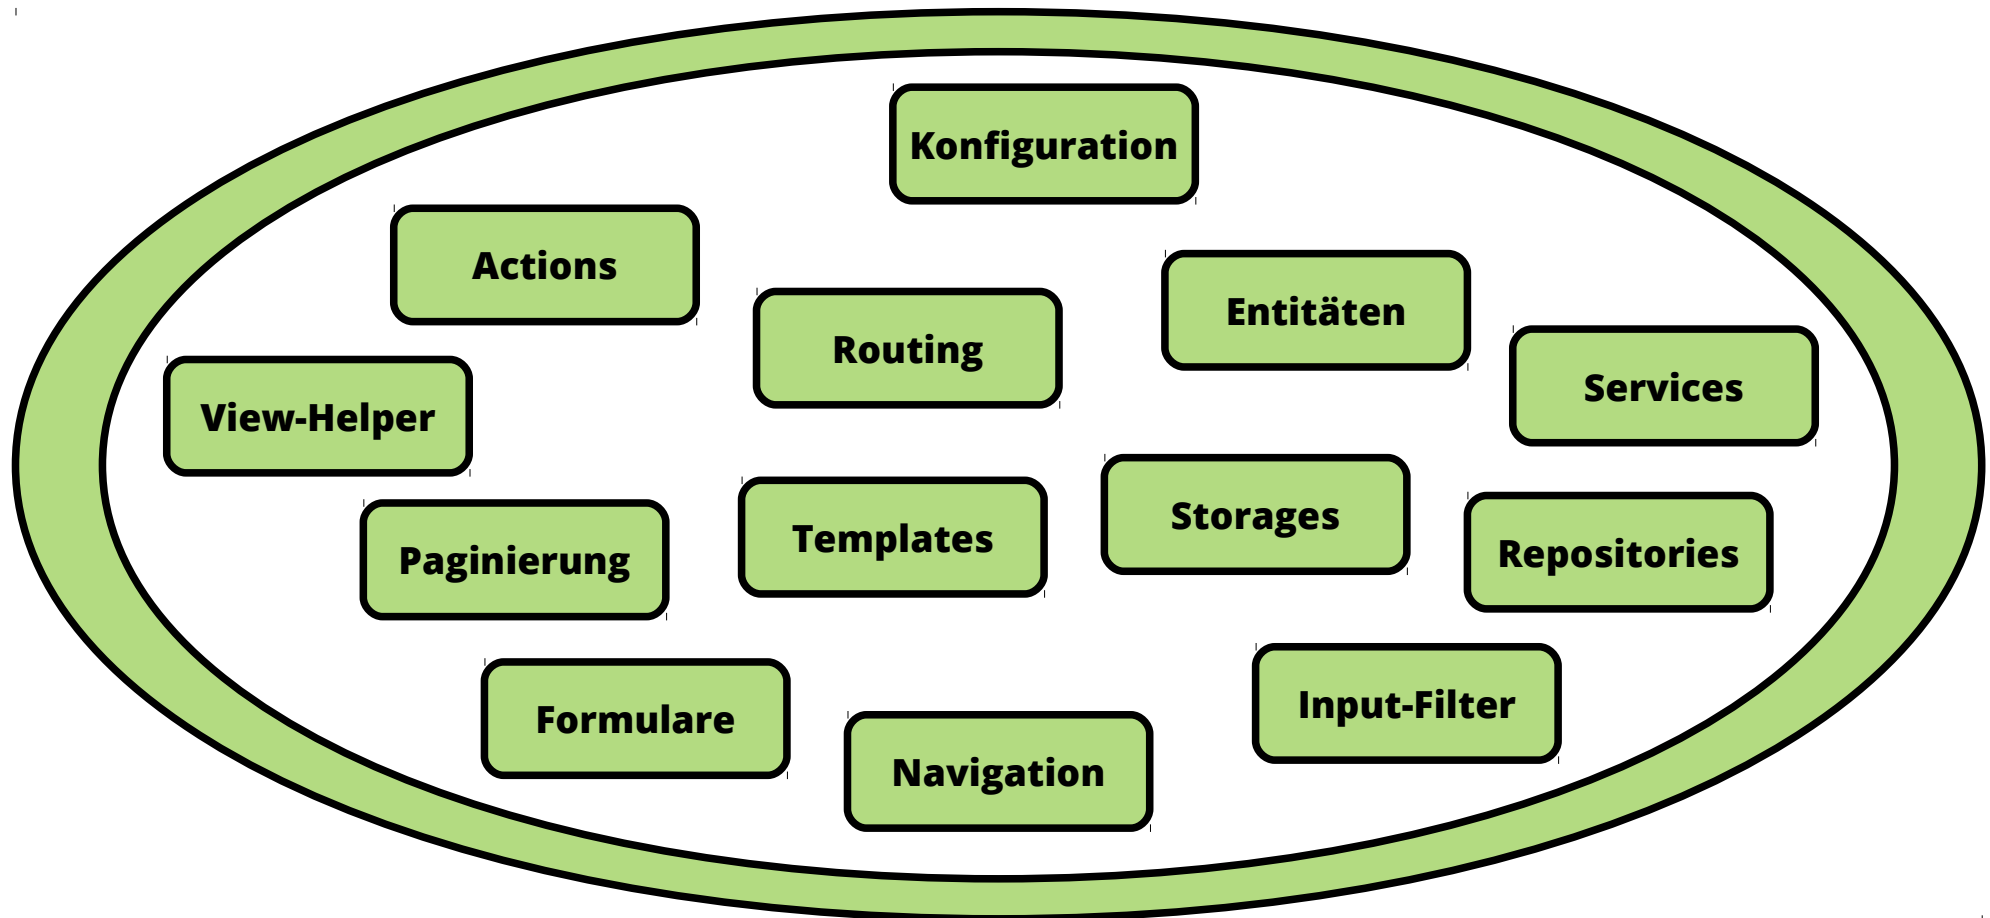 Konfiguration
Actions
Entitäten
Routing
Services
View-Helper
Storages
Templates
Repositories
Paginierung
Input-Filter
Formulare
Navigation